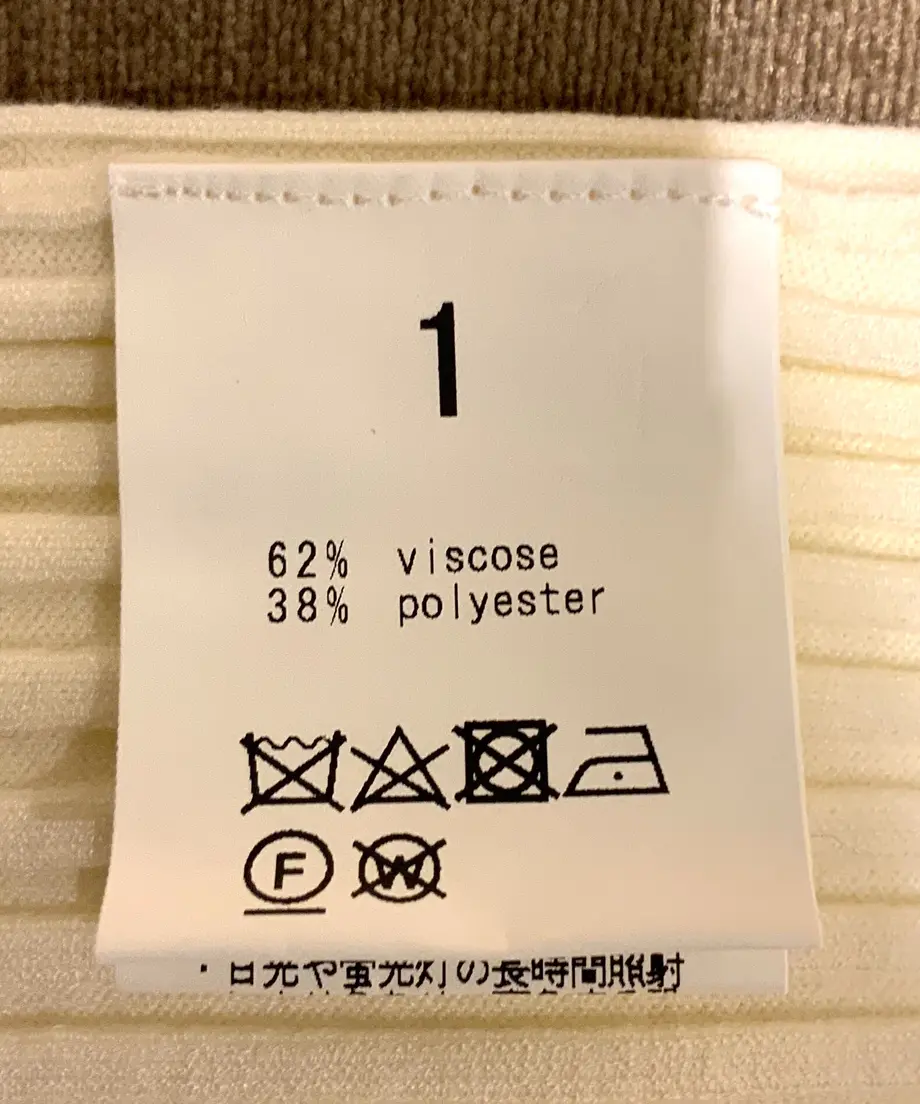 1
62% viscose
38% polyester
F W
・日光や蛍光灯の長時間照射